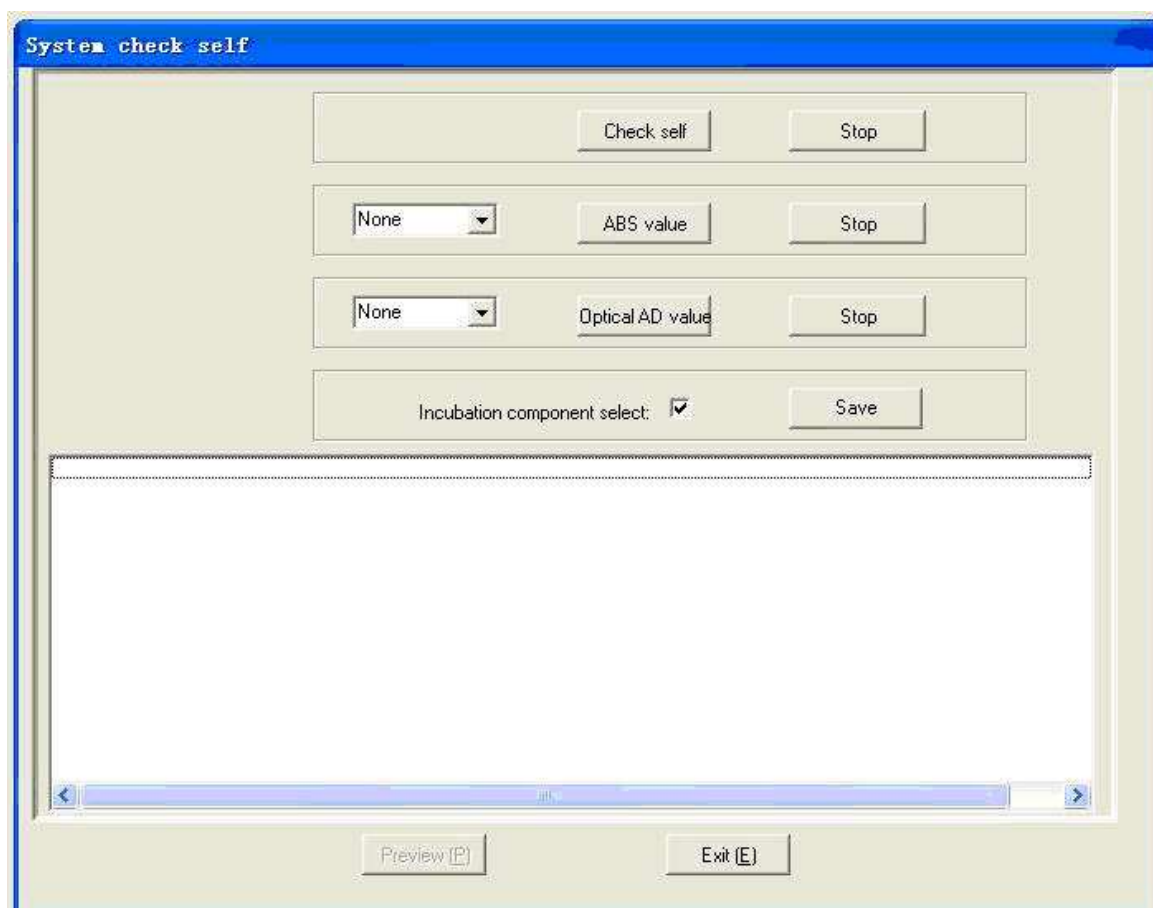 System check self
Check self Stop
None ABS value Stop
None Optical AD value Stop
Incubation component select: Save
Preview (P) Exit (E)